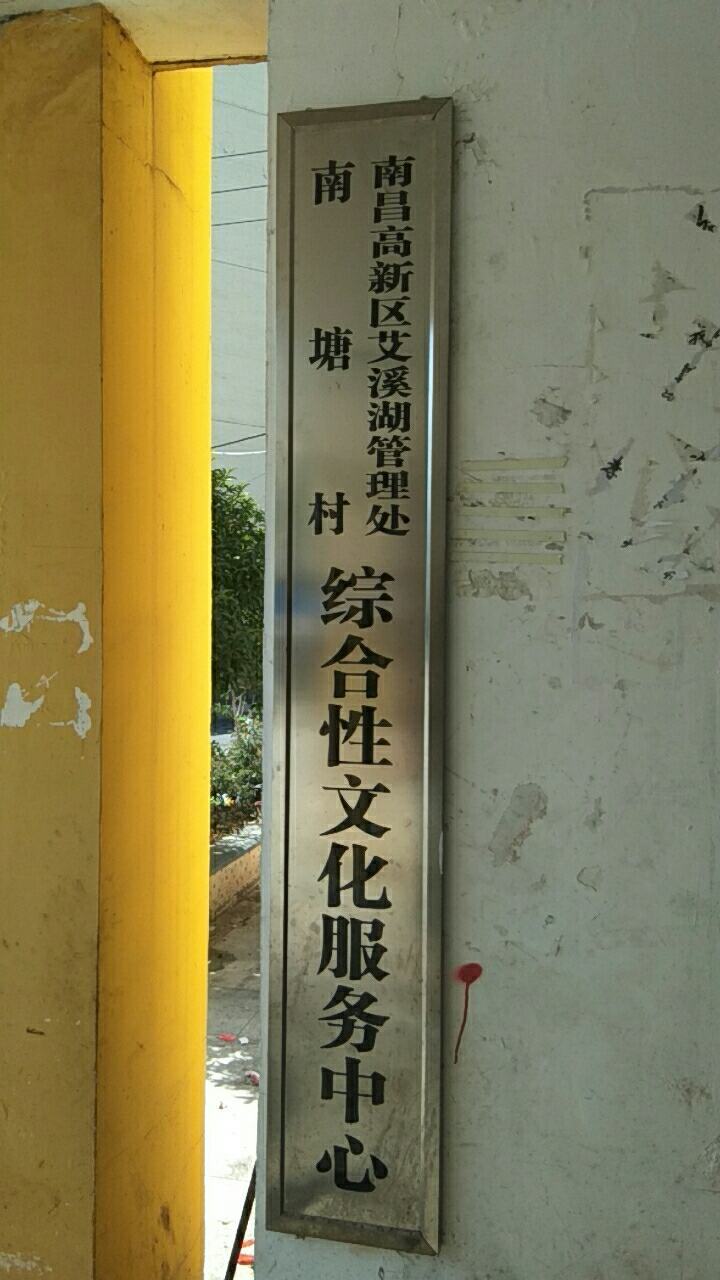 南昌高新区艾溪湖管理处
南塘村
综合性文化服务中心